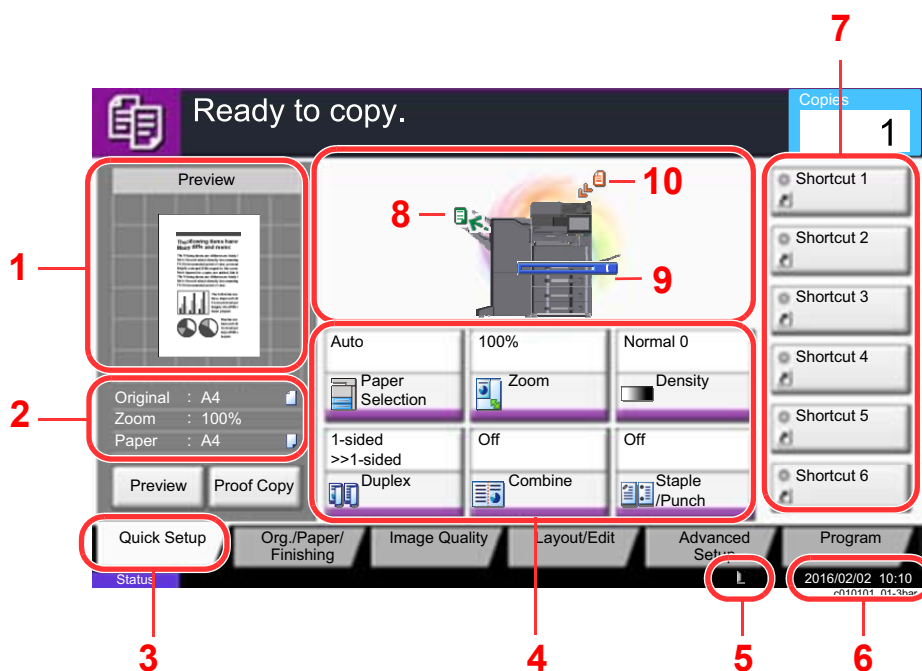 7
Ready to copy.
Copies
1
Preview
1
8
10
9
Shortcut 1
Shortcut 2
Shortcut 3
Shortcut 4
Shortcut 5
Shortcut 6
2
Original : A4
Zoom : 100%
Paper : A4
Auto
Paper
Selection
100%
Zoom
Normal 0
Density
1-sided
>>1-sided
Duplex
Off
Combine
Off
Staple
/Punch
Preview
Proof Copy
Quick Setup
Org./Paper/
Finishing
Image Quality
Layout/Edit
Advanced
Setup
Program
Status
2016/02/02 10:10
3
4
5
6